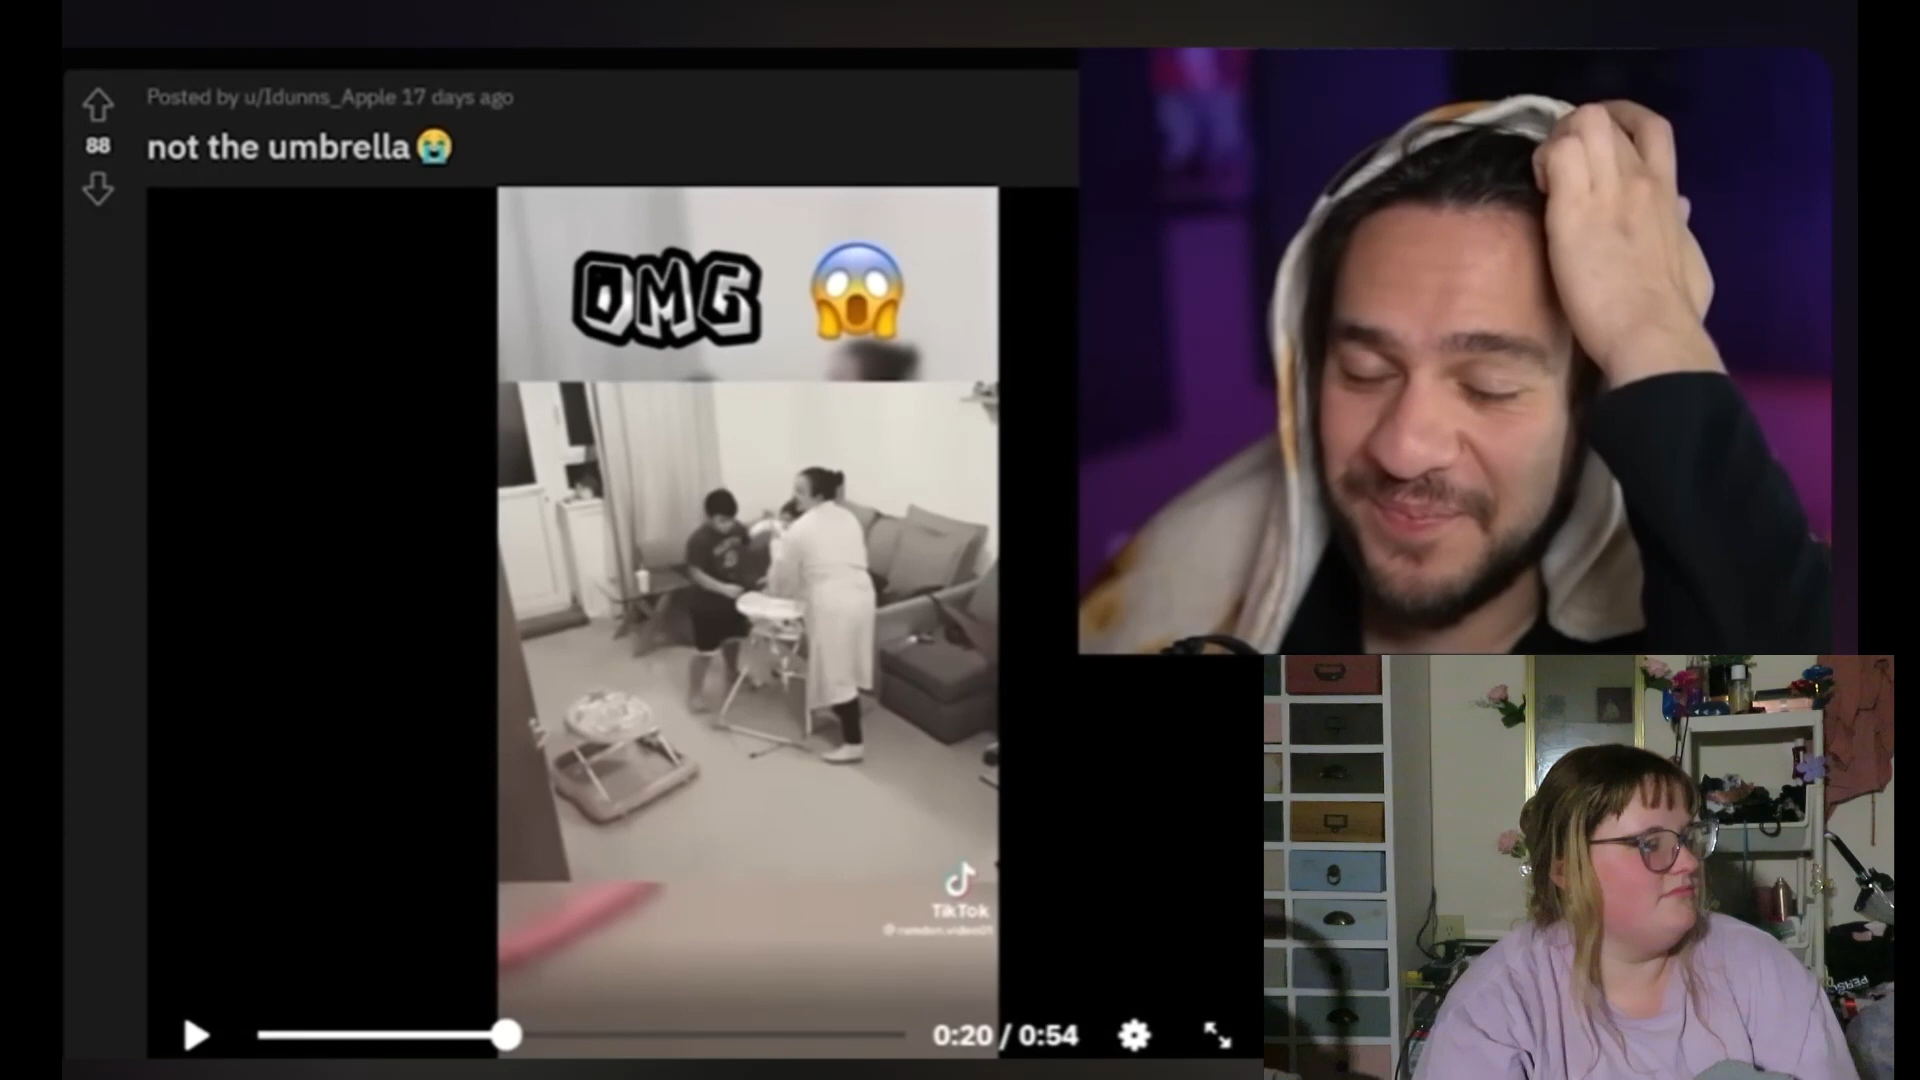 Posted by u/Idunns_Apple 17 days ago
88
not the umbrella 😭
OMG 😱
TikTok
0:20 / 0:54